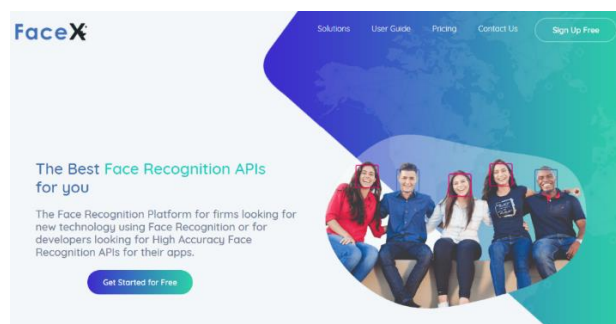 FaceX
Solutions User Guide Pricing Contact Us Sign Up Free
The Best Face Recognition APIs
for you
The Face Recognition Platform for firms looking for
new technology using Face Recognition or for
developers looking for High Accuracy Face
Recognition APIs for their apps.
Get Started for Free